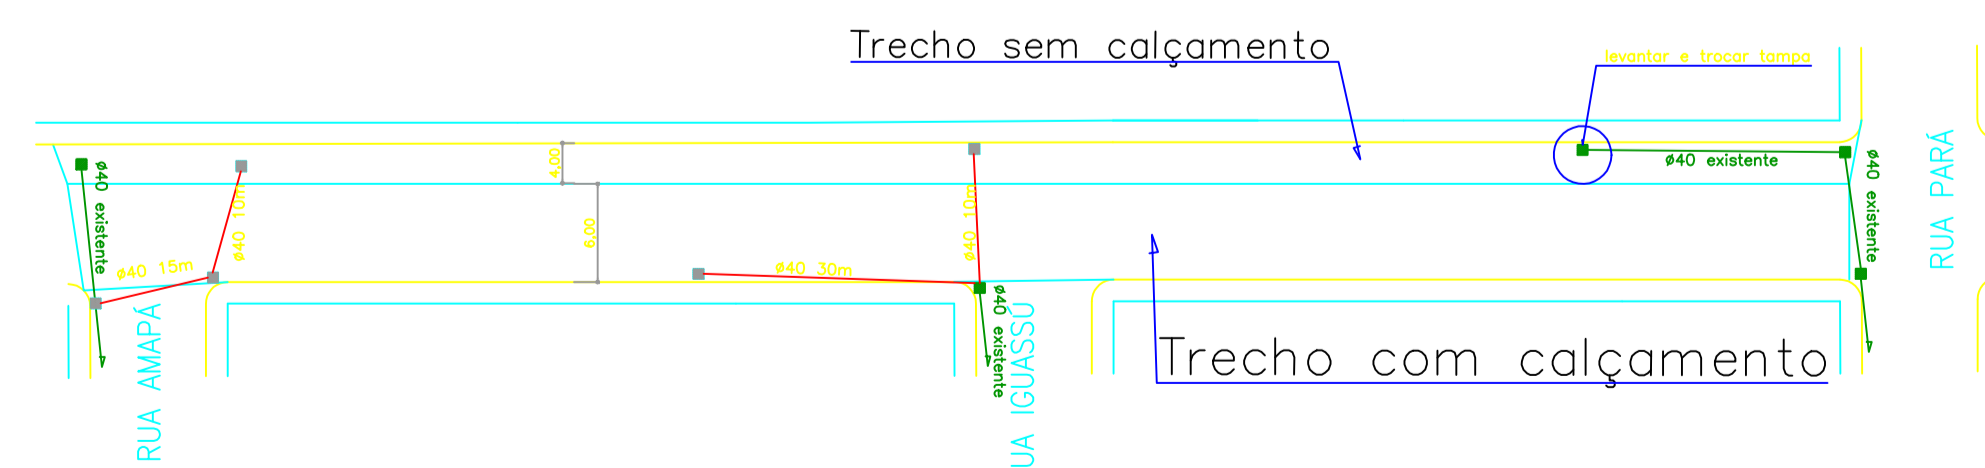 Trecho sem calçamento
levantar e trocar tampa
RUA PARÁ
ø40 existente
ø40 existente
4,00
ø40 existente
ø40 10m
ø40 10m
6,00
ø40 15m
ø40 30m
ø40 existente
RUA AMAPÁ
UA IGUASSÚ
Trecho com calçamento